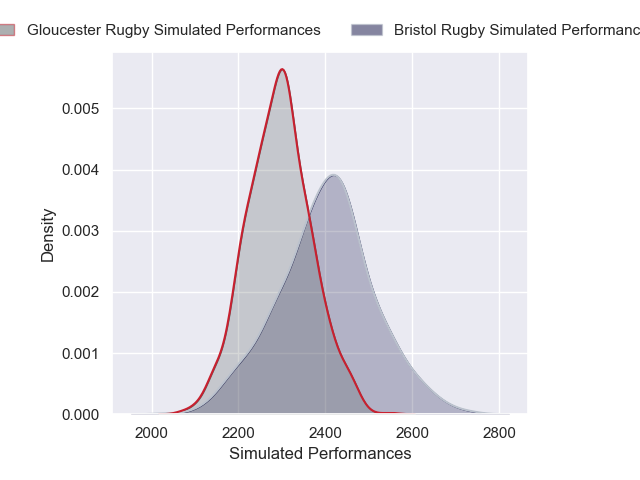 Gloucester Rugby Simulated Performances
Bristol Rugby Simulated
0.005
0.004
0.003
0.002
0.001
0.000
Density
2000 2200 2400 2600 2800
Simulated Performances